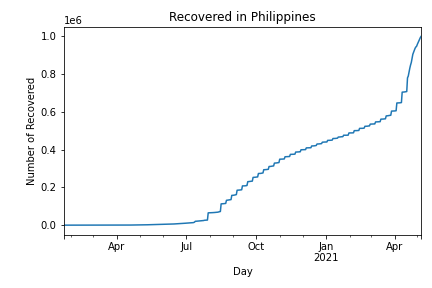 Recovered in Philippines
1e6
1.0
0.8
0.6
0.4
0.2
0.0
Number of Recovered
Apr Jul Oct Jan Apr
2021
Day